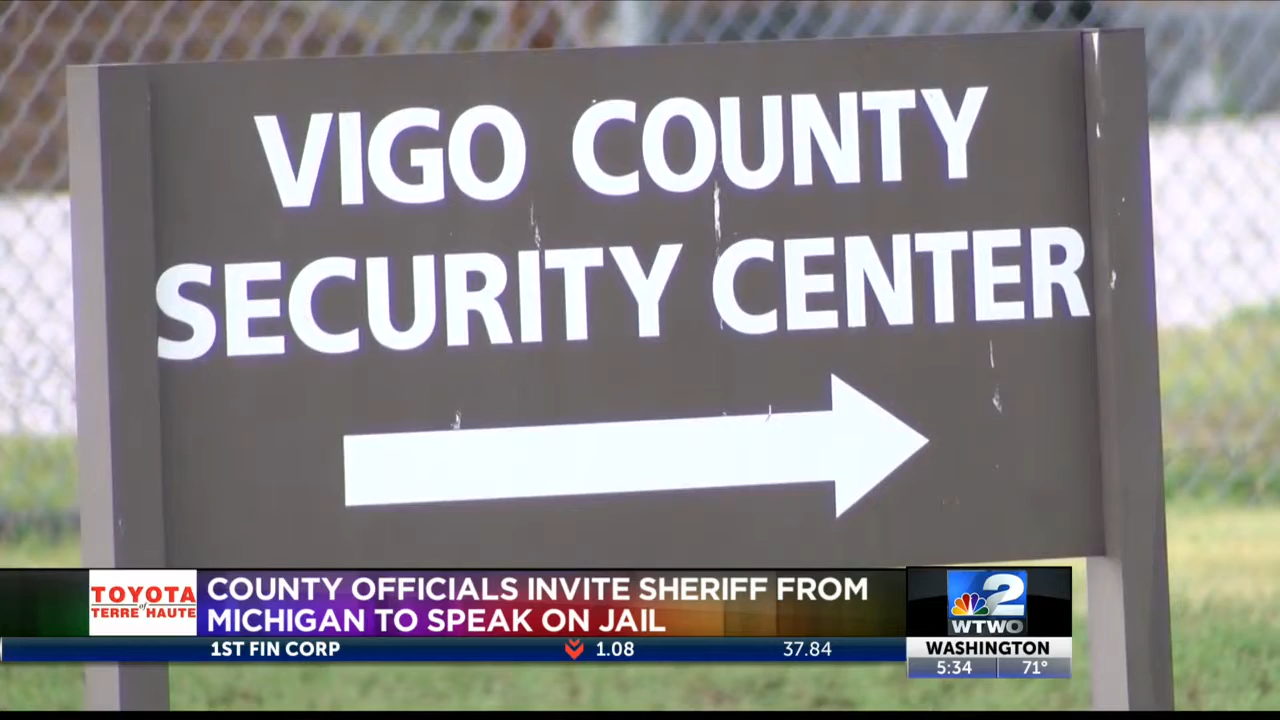 VIGO COUNTY
SECURITY CENTER
TOYOTA
of
TERRE HAUTE
COUNTY OFFICIALS INVITE SHERIFF FROM
MICHIGAN TO SPEAK ON JAIL
2
WTWO
1ST FIN CORP 1.08 37.84
WASHINGTON
5:34 71°